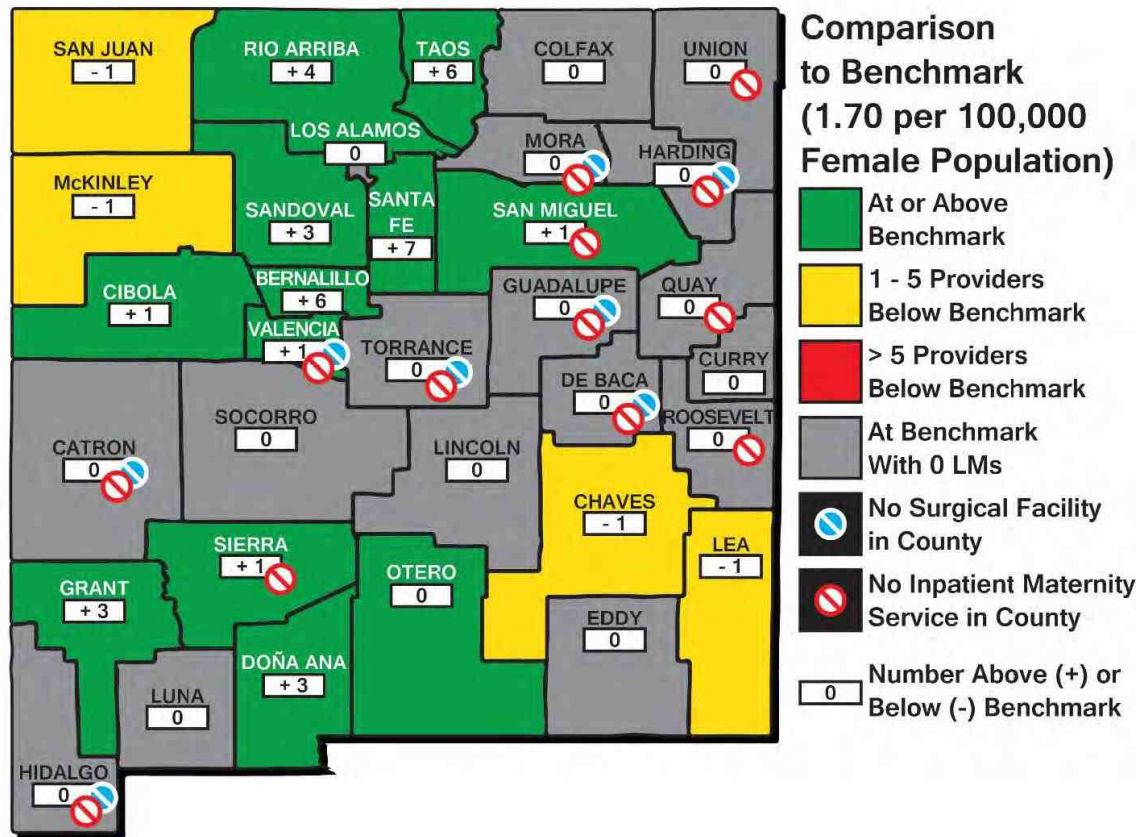 SAN JUAN
- 1
RIO ARRIBA
+ 4
TAOS
+ 6
COLFAX
0
UNION
0
LOS ALAMOS
0
MORA
0
HARDING
0
McKINLEY
- 1
SANDOVAL
+ 3
SANTA
FE
+ 7
SAN MIGUEL
+ 1
CIBOLA
+ 1
BERNALILLO
+ 6
GUADALUPE
0
QUAY
0
VALENCIA
+ 1
TORRANCE
0
CURRY
0
DE BACA
0
ROOSEVELT
0
CATRON
0
SOCORRO
0
LINCOLN
0
CHAVES
- 1
LEA
- 1
SIERRA
+ 1
OTERO
0
GRANT
+ 3
EDDY
0
DOÑA ANA
+ 3
LUNA
0
HIDALGO
0
Comparison
to Benchmark
(1.70 per 100,000
Female Population)
At or Above
Benchmark
1 - 5 Providers
Below Benchmark
> 5 Providers
Below Benchmark
At Benchmark
With 0 LMs
No Surgical Facility
in County
No Inpatient Maternity
Service in County
0
Number Above (+) or
Below (-) Benchmark